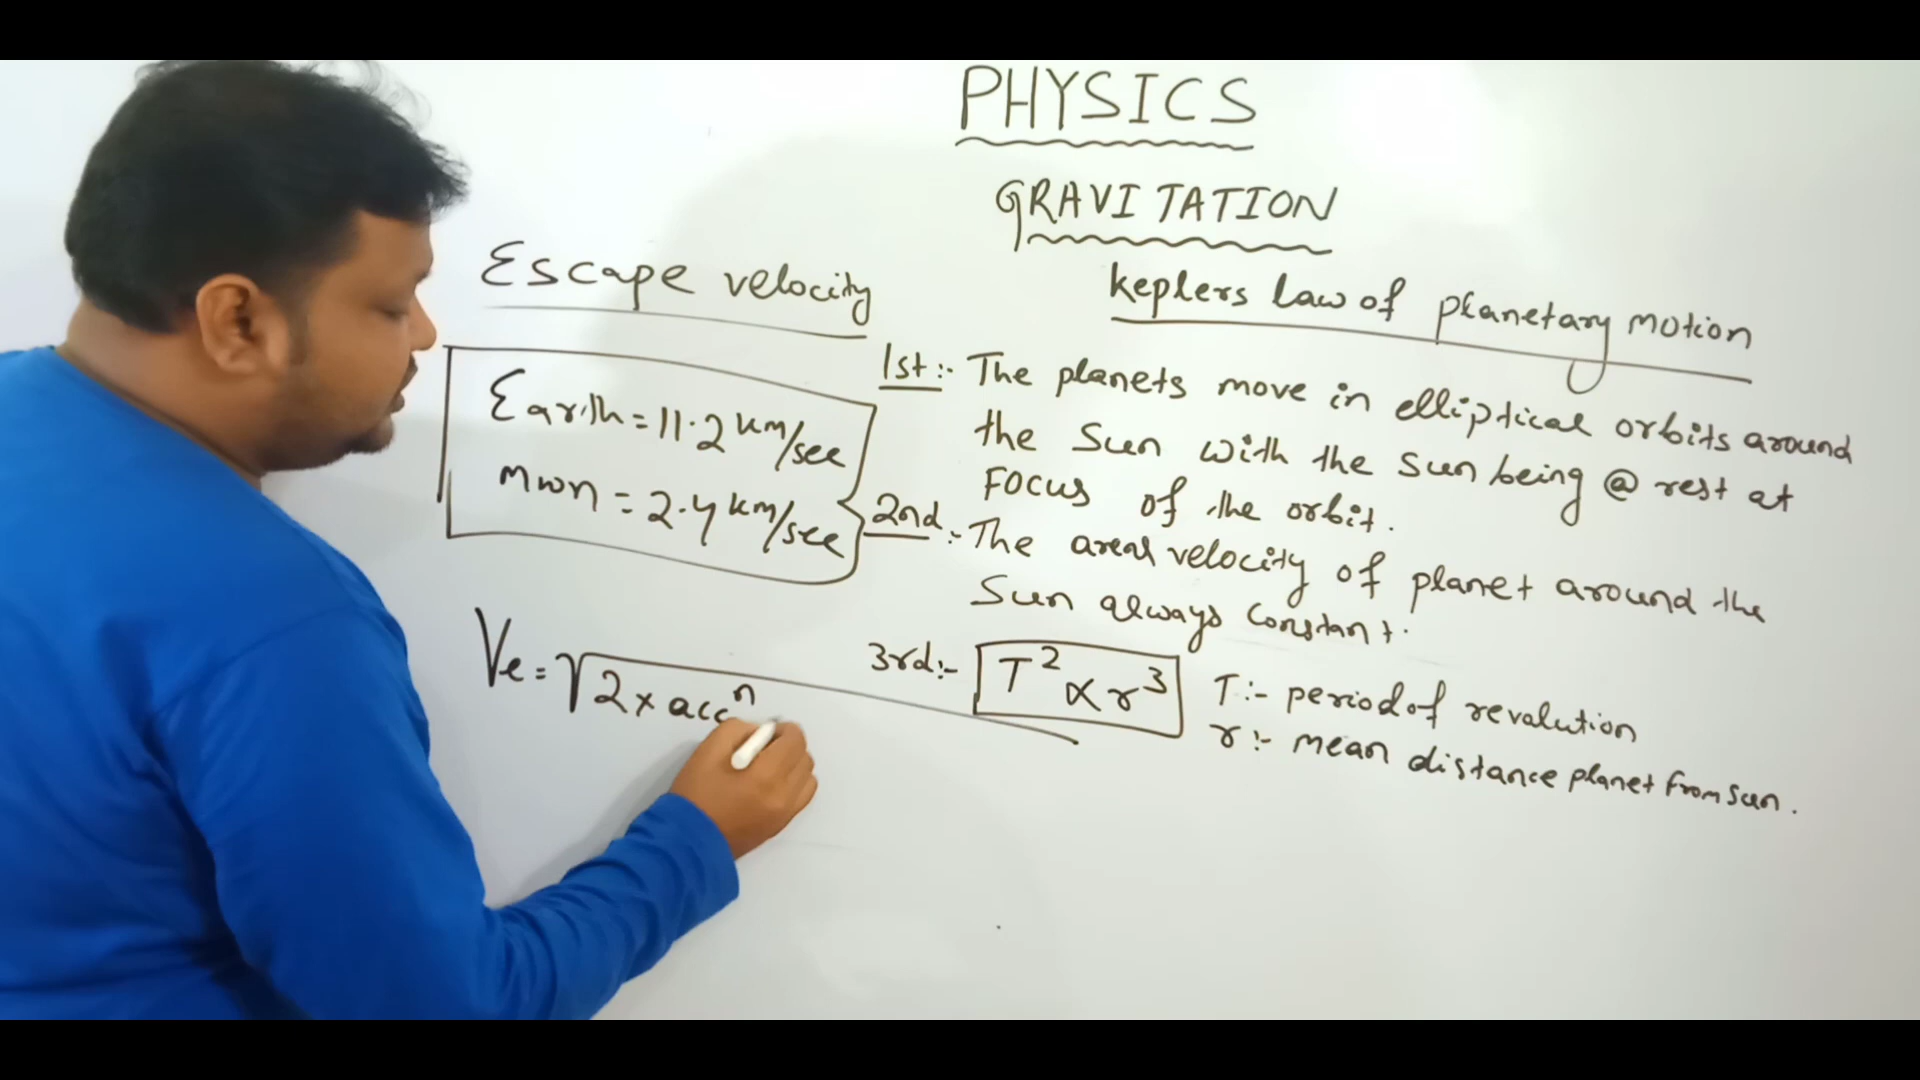 PHYSICS
GRAVITATION
Escape velocity
Earth = 11.2 km/sec
Moon = 2.4 km/sec
Ve = √2 × accⁿ
keplers law of planetary motion
1st :- The planets move in elliptical orbits around
the Sun with the Sun being @ rest at
FOCUS of the orbit.
2nd :- The areal velocity of planet around the
Sun always constant.
3rd :- T² ∝ r³
T :- period of revalution
r :- mean distance planet from sun.